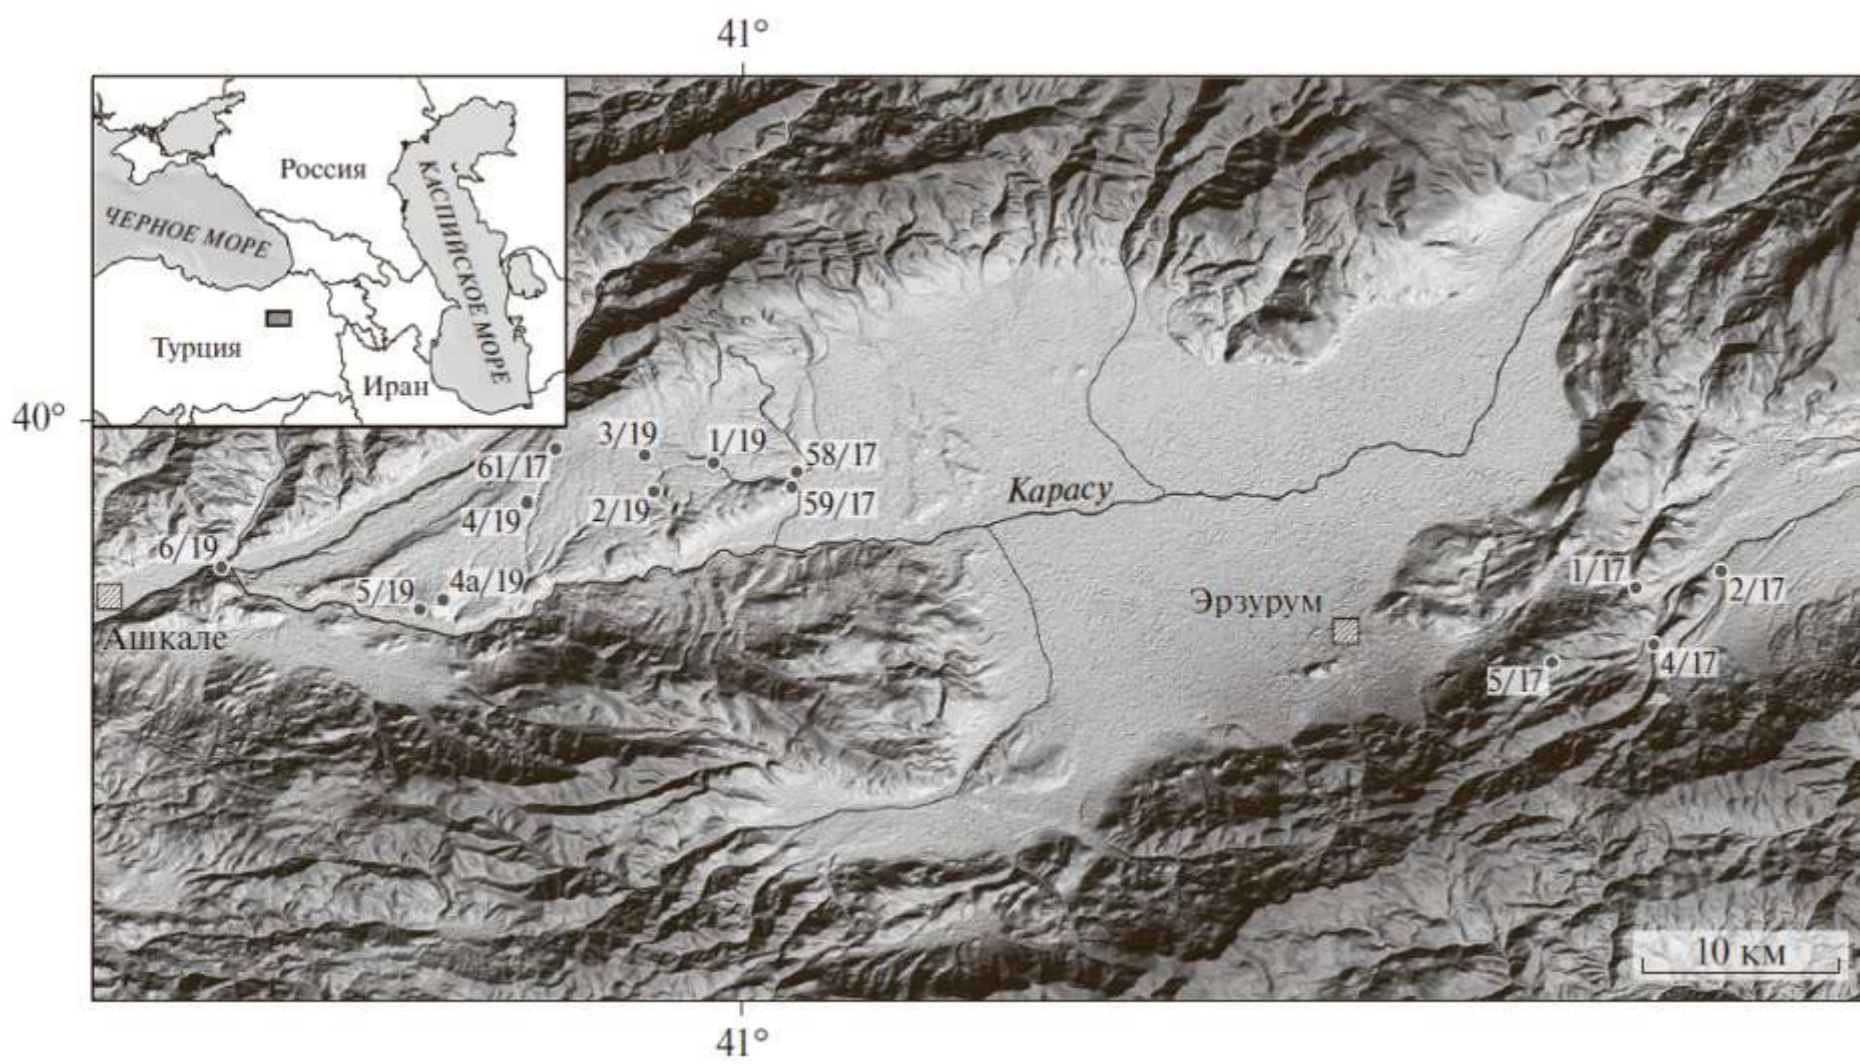 41°
Россия
КАСПИЙСКОЕ МОРЕ
ЧЕРНОЕ МОРЕ
Турция
Иран
40°
3/19
1/19
58/17
61/17
59/17
Карасу
4/19
2/19
6/19
5/19
4а/19
1/17
2/17
Эрзурум
Ашкале
4/17
5/17
10 км
41°